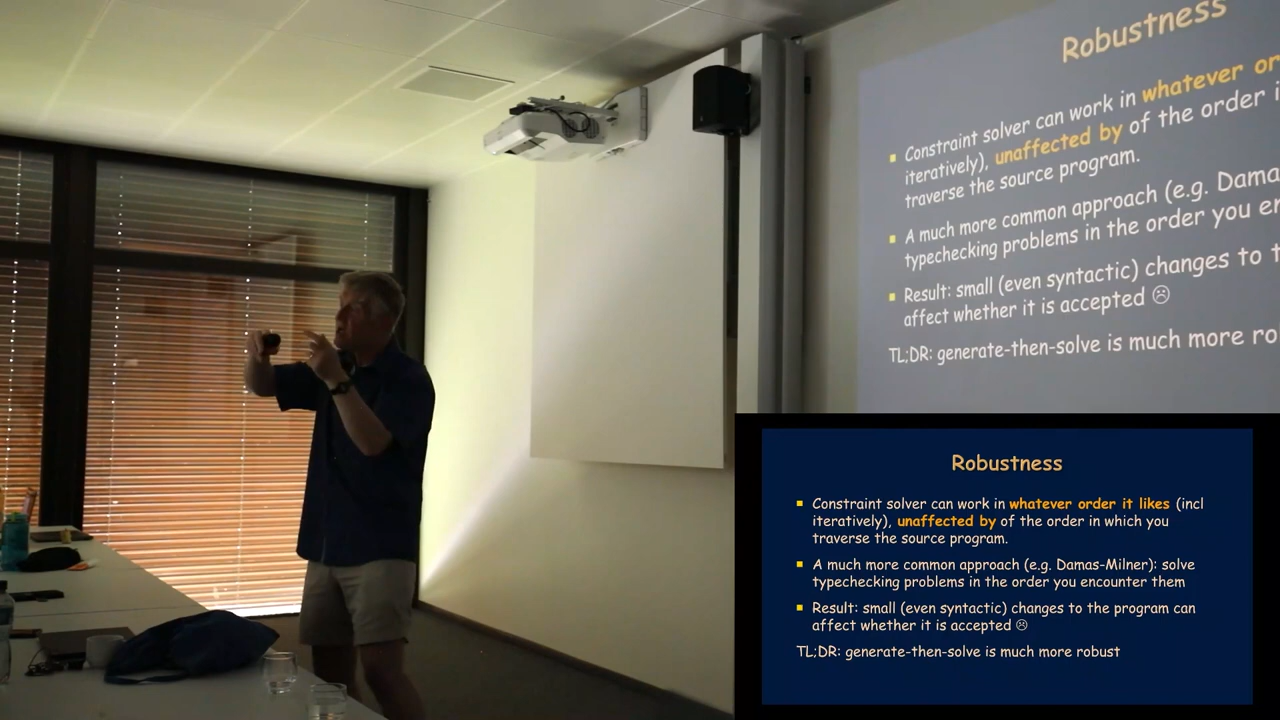 Robustness
Constraint solver can work in whatever or
iteratively), unaffected by of the order i
traverse the source program.
A much more common approach (e.g. Dama
typechecking problems in the order you en
Result: small (even syntactic) changes to t
affect whether it is accepted ☹
TL;DR: generate-then-solve is much more ro
Robustness
Constraint solver can work in whatever order it likes (incl
iteratively), unaffected by of the order in which you
traverse the source program.
A much more common approach (e.g. Damas-Milner): solve
typechecking problems in the order you encounter them
Result: small (even syntactic) changes to the program can
affect whether it is accepted ☹
TL;DR: generate-then-solve is much more robust